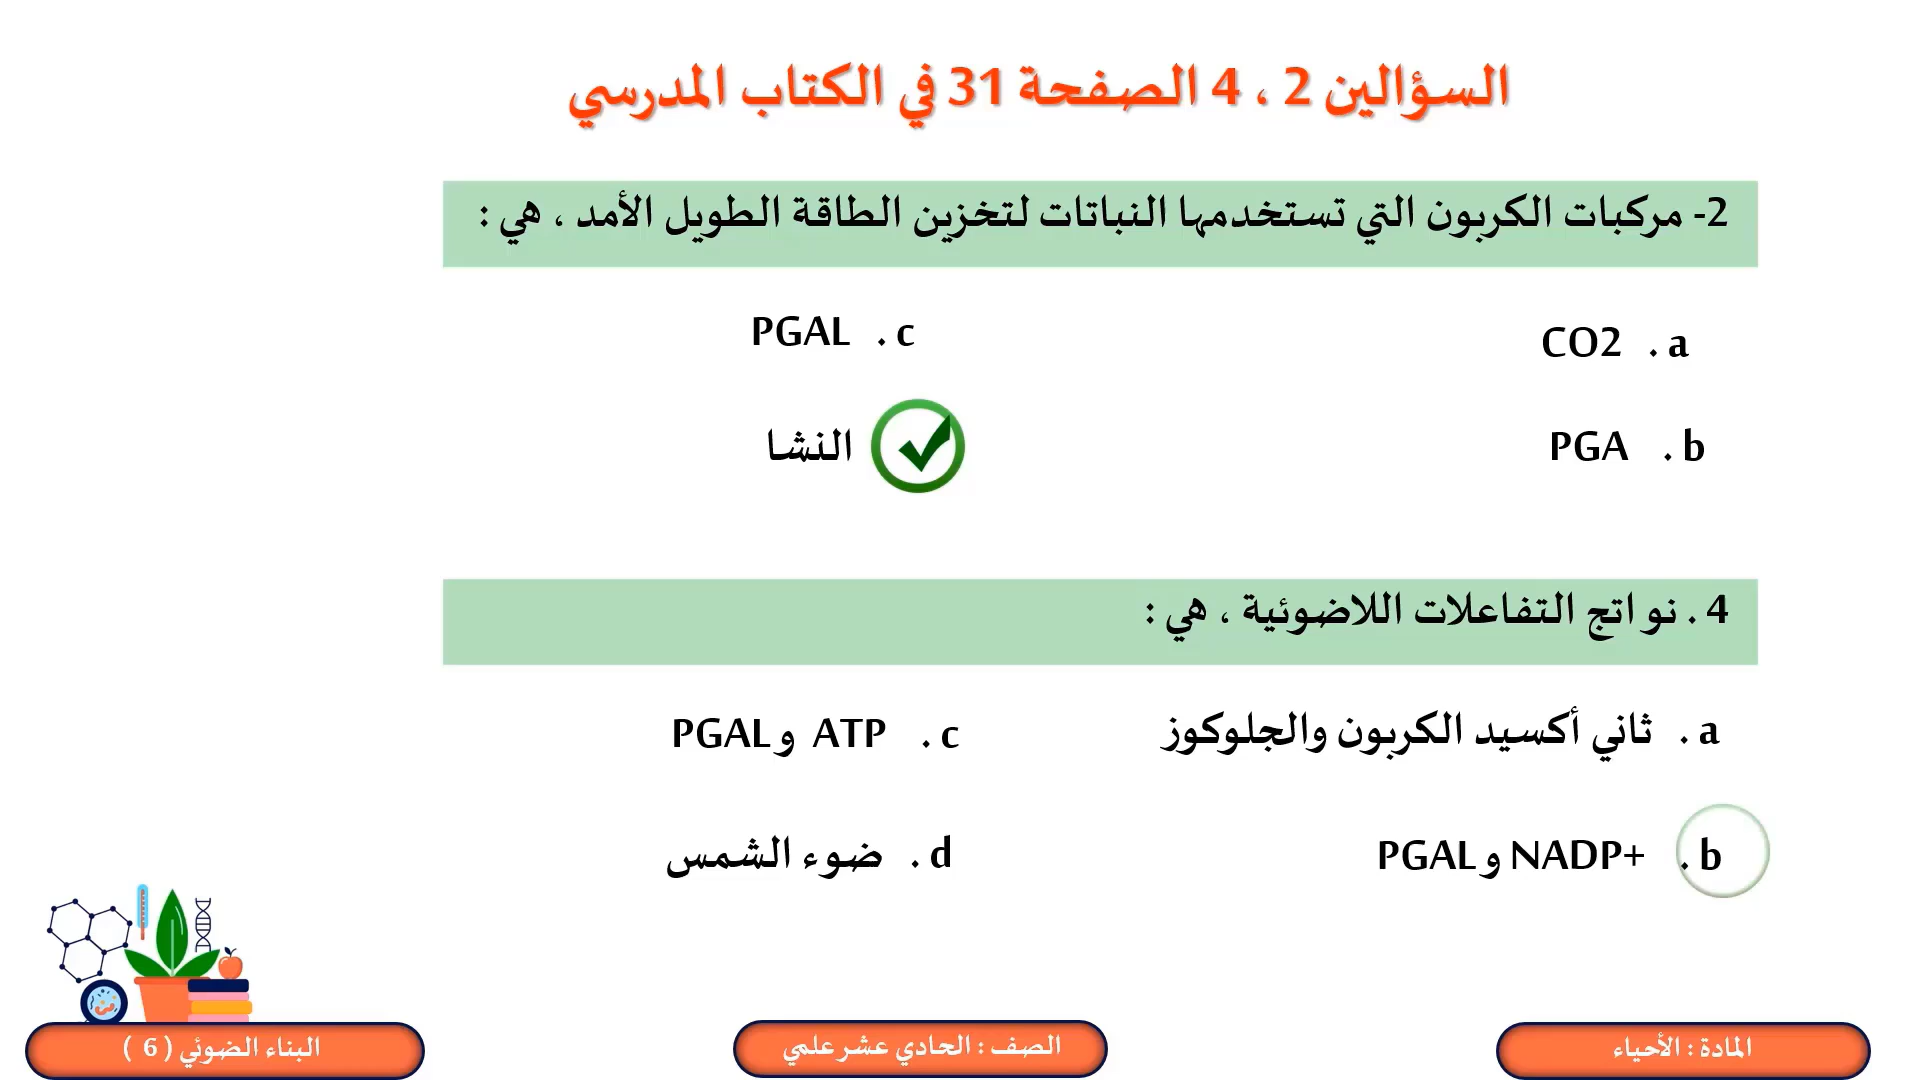 السؤالين 2 ، 4 الصفحة 31 في الكتاب المدرسي
2- مركبات الكربون التي تستخدمها النباتات لتخزين الطاقة الطويل الأمد ، هي :
CO2 . a
PGAL . c
PGA . b
النشا
4 . نواتج التفاعلات اللاضوئية ، هي :
a . ثاني أكسيد الكربون والجلوكوز
c . ATP و PGAL
b . NADP+ و PGAL
d . ضوء الشمس
المادة : الأحياء
الصف : الحادي عشر علمي
البناء الضوئي ( 6 )